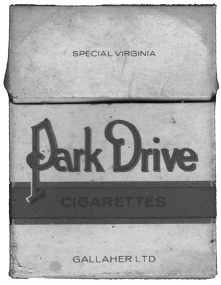 SPECIAL VIRGINIA
Park Drive
CIGARETTES
GALLAHER LTD